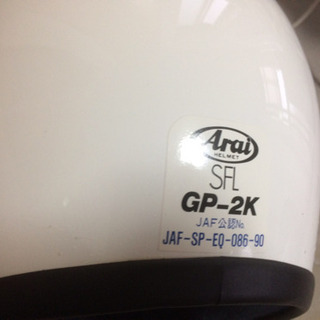 Arai
HELMET
SFL
GP-2K
JAF公認No.
JAF-SP-EQ-086-90